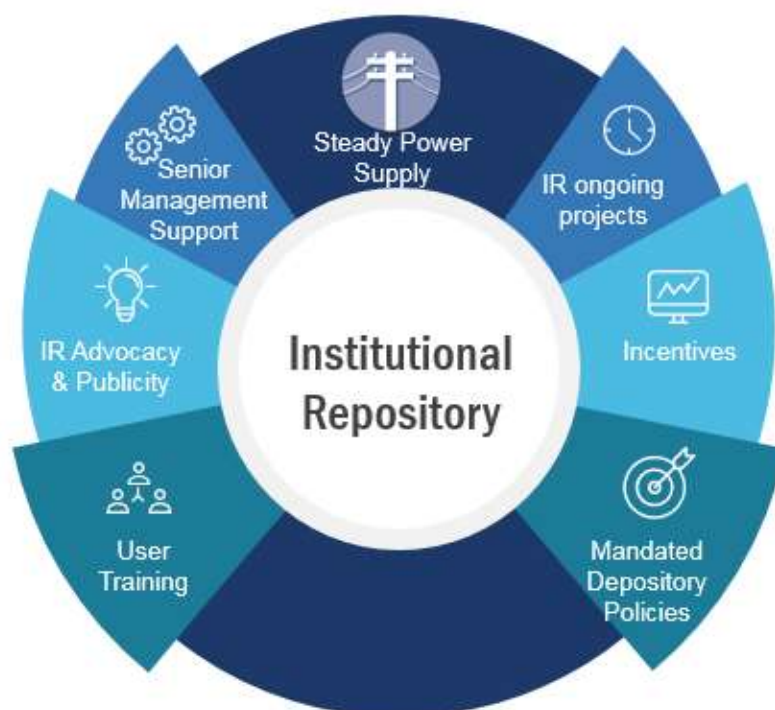 Steady Power
Supply
Senior
Management
Support
IR ongoing
projects
IR Advocacy
& Publicity
Institutional
Repository
Incentives
User
Training
Mandated
Depository
Policies